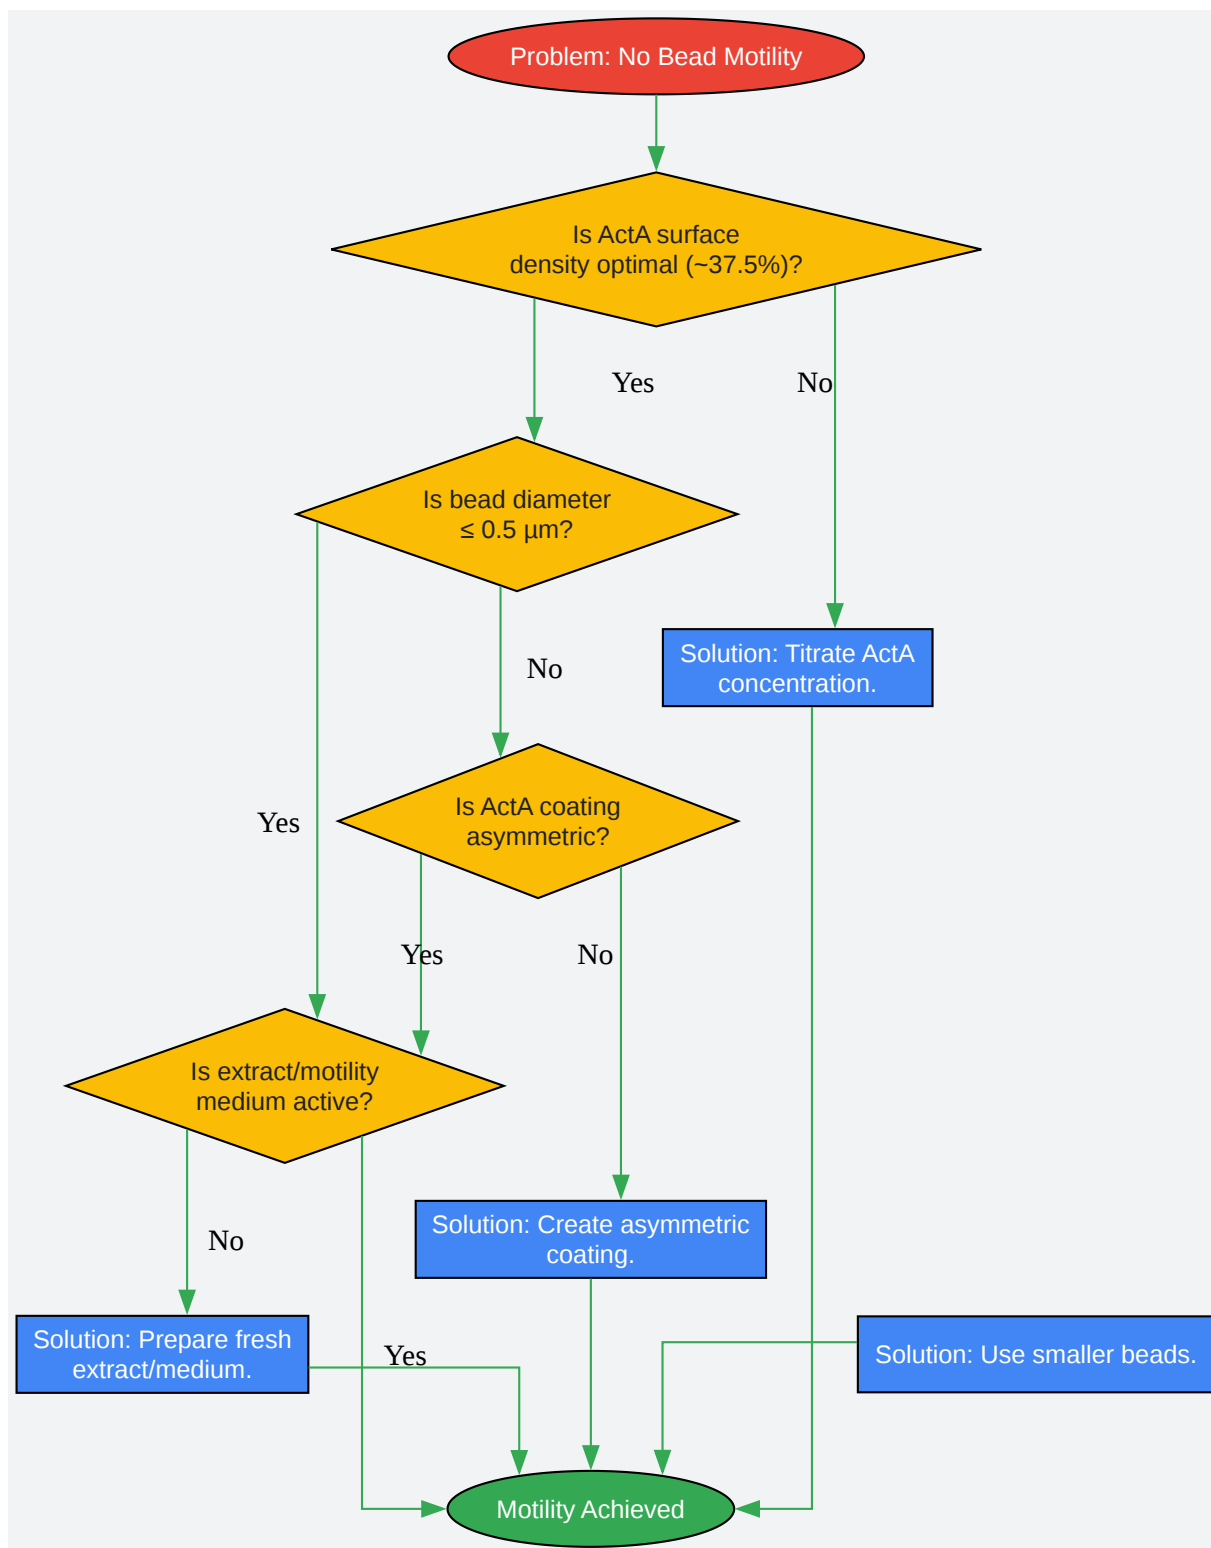 Problem: No Bead Motility
Is ActA surface
density optimal (~37.5%)?
Yes
No
Is bead diameter
≤ 0.5 µm?
Solution: Titrate ActA
concentration.
No
Yes
Is ActA coating
asymmetric?
Yes
No
Is extract/motility
medium active?
No
Solution: Create asymmetric
coating.
Solution: Prepare fresh
extract/medium.
Yes
Solution: Use smaller beads.
Motility Achieved